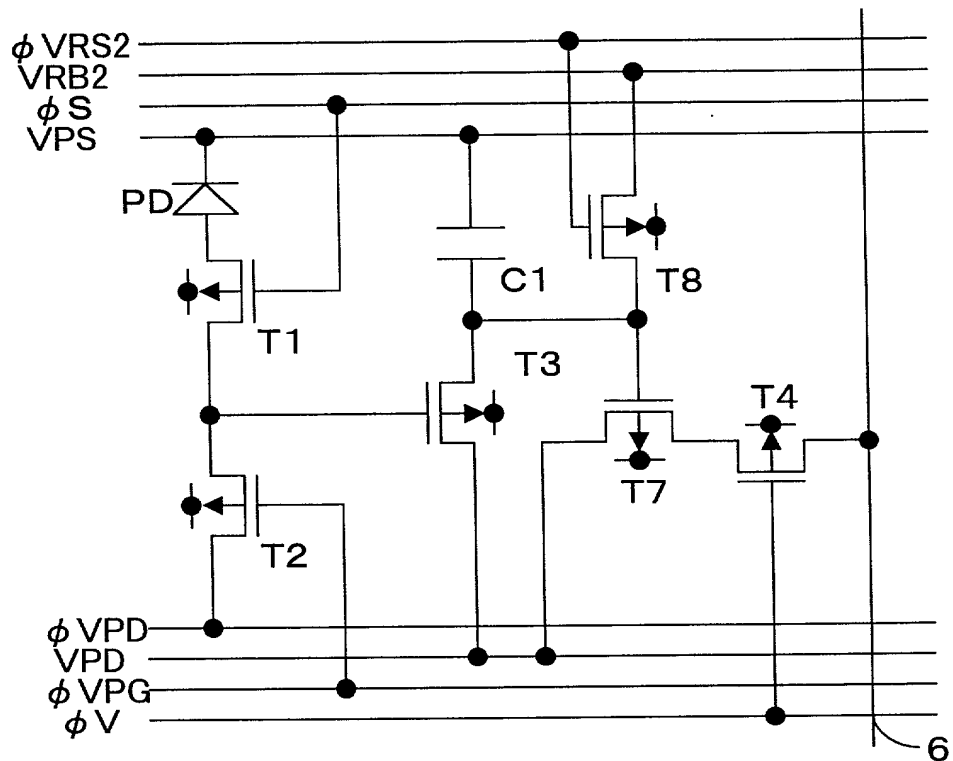 φVRS2
VRB2
φS
VPS
PD
C1
T8
T1
T3
T4
T7
T2
φVPD
VPD
φVPG
φV
6